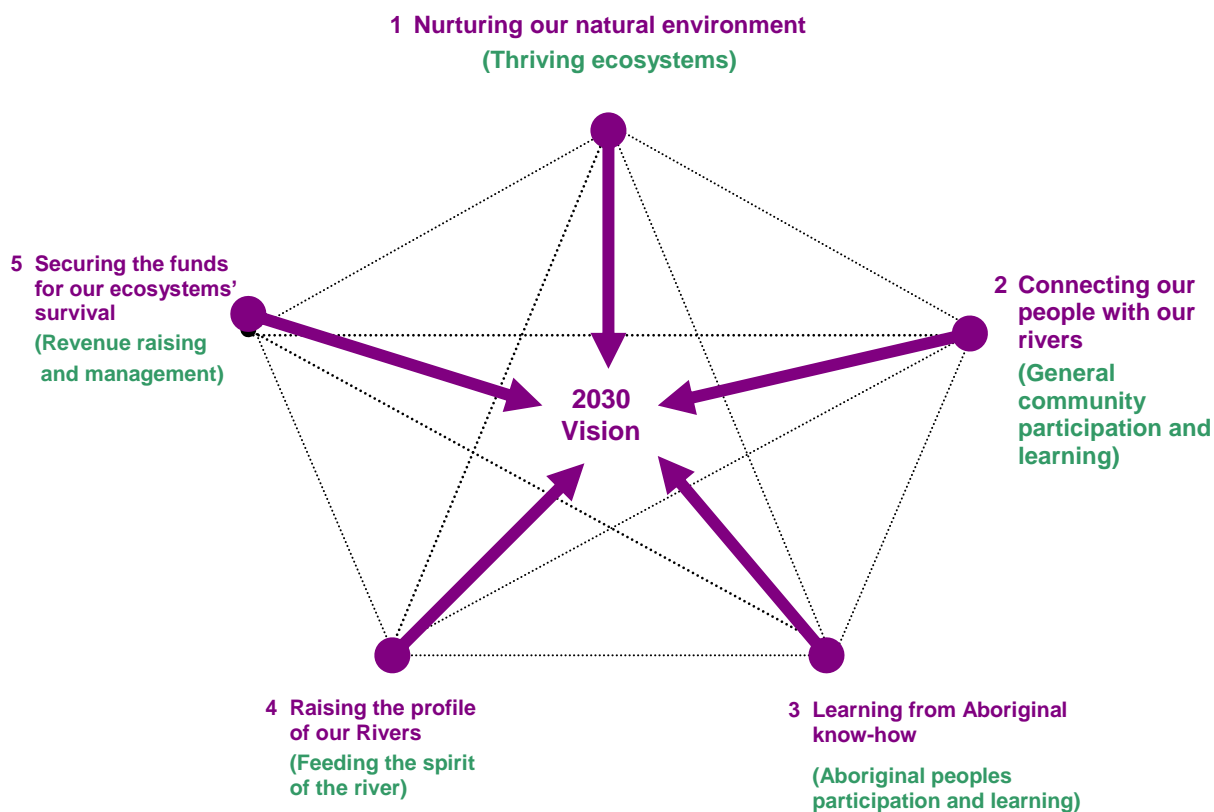 1 Nurturing our natural environment
(Thriving ecosystems)
2 Connecting our
people with our
rivers
(General
community
participation and
learning)
3 Learning from Aboriginal
know-how
(Aboriginal peoples
participation and learning)
4 Raising the profile
of our Rivers
(Feeding the spirit
of the river)
5 Securing the funds
for our ecosystems’
survival
(Revenue raising
and management)
2030
Vision